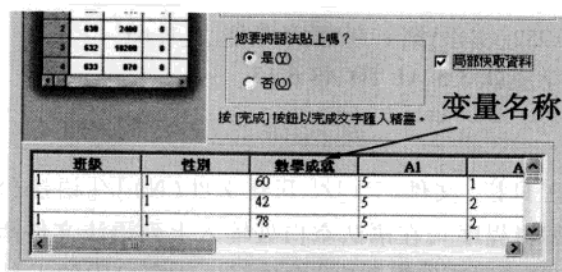 2 630 2400 0
3 632 10200 0
4 633 870 0
您要將語法貼上嗎？
是(Y)
否(O)
局部快取資料
按 [完成] 按鈕以完成文字匯入精靈。
变量名称
班級 性別 數學成就 A1 A
1 1 60 5 1
1 1 42 5 2
1 1 78 5 2